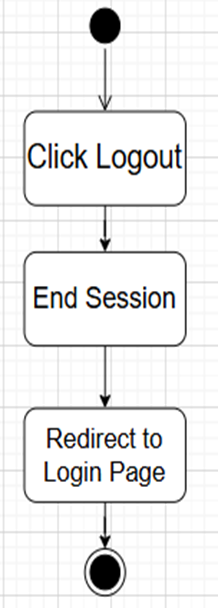 Click Logout
End Session
Redirect to
Login Page